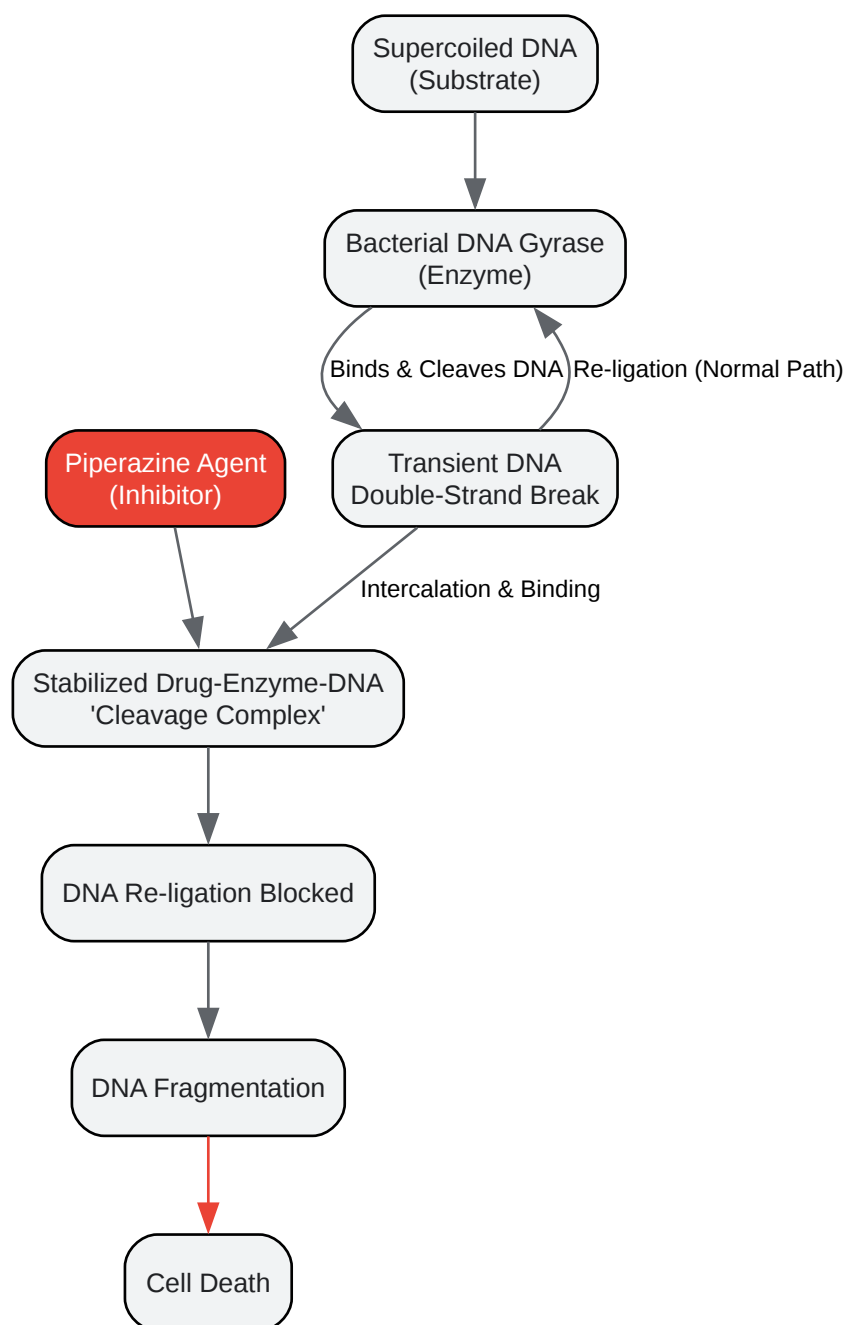 Supercoiled DNA
(Substrate)
Bacterial DNA Gyrase
(Enzyme)
Binds & Cleaves DNA
Re-ligation (Normal Path)
Piperazine Agent
(Inhibitor)
Transient DNA
Double-Strand Break
Intercalation & Binding
Stabilized Drug-Enzyme-DNA
'Cleavage Complex'
DNA Re-ligation Blocked
DNA Fragmentation
Cell Death